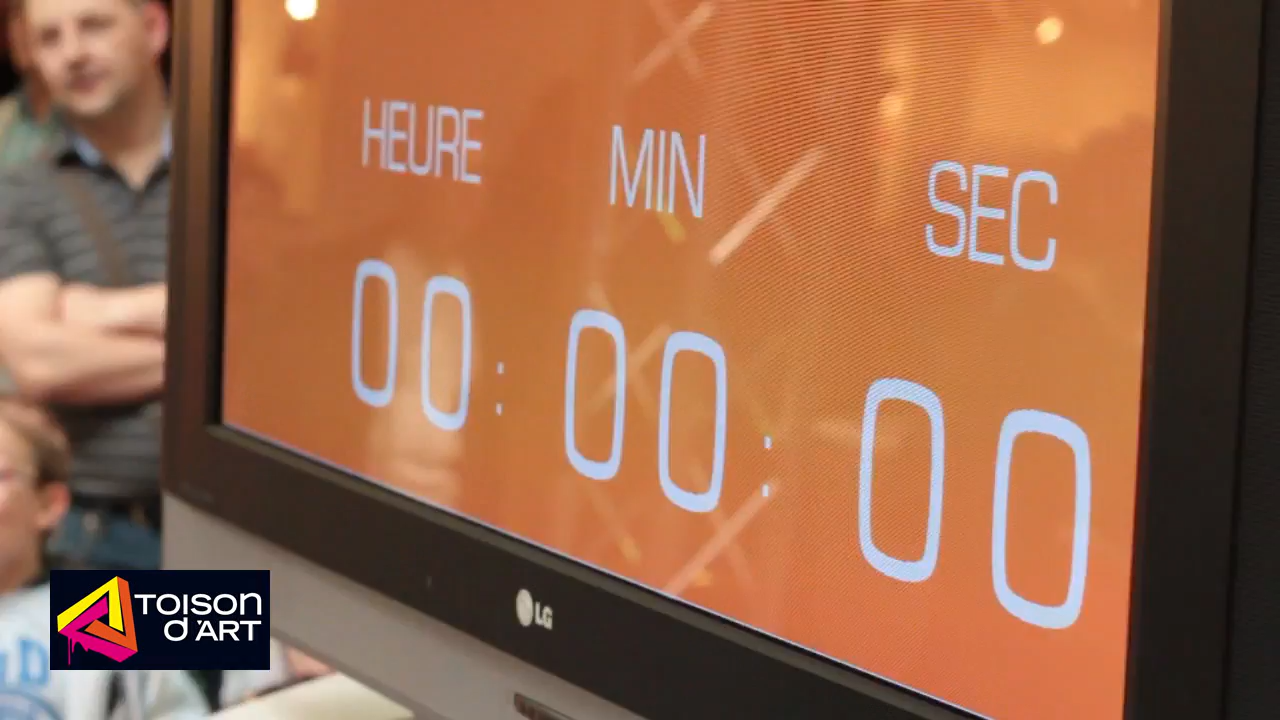 HEURE MIN SEC
00 : 00 : 00
LG
TOISON
d'ART